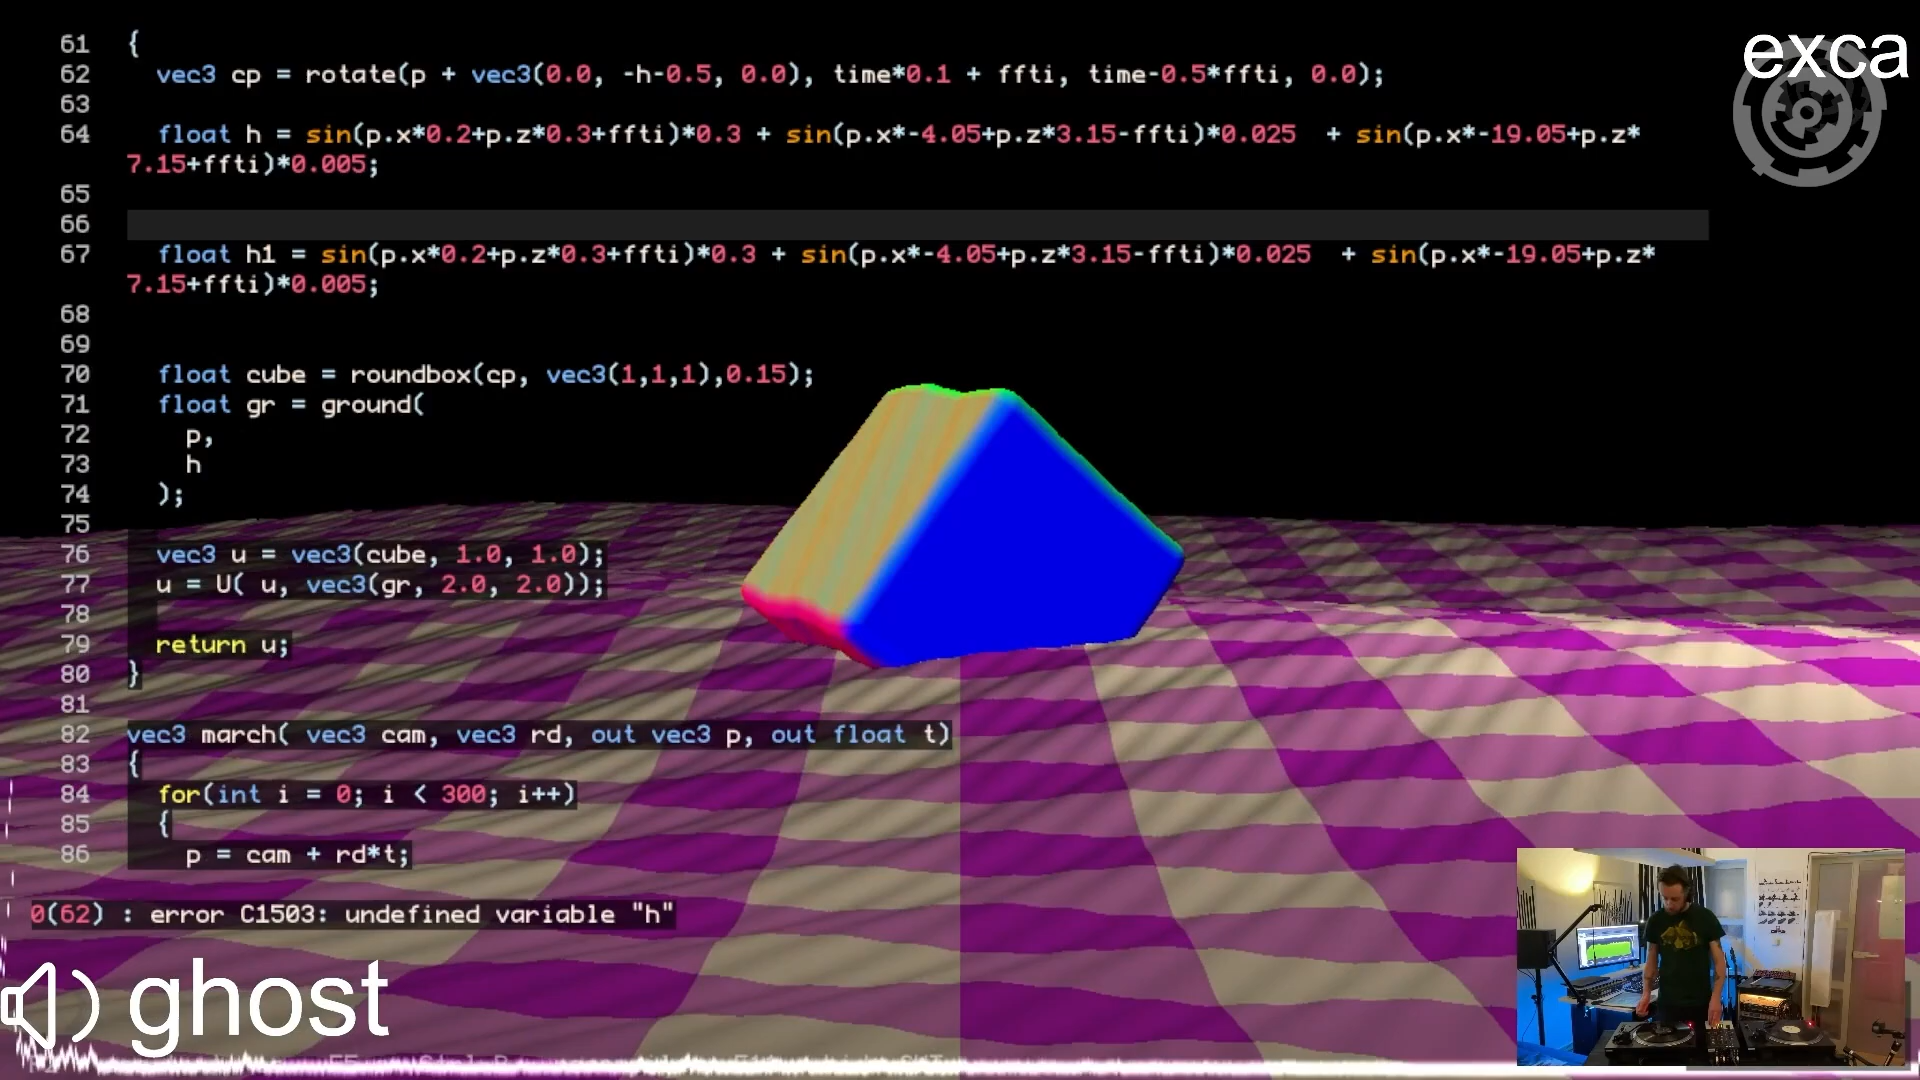 exca
61 {
62 vec3 cp = rotate(p + vec3(0.0, -h-0.5, 0.0), time*0.1 + ffti, time-0.5*ffti, 0.0);
63
64 float h = sin(p.x*0.2+p.z*0.3+ffti)*0.3 + sin(p.x*-4.05+p.z*3.15-ffti)*0.025  + sin(p.x*-19.05+p.z*
7.15+ffti)*0.005;
65
66
67 float h1 = sin(p.x*0.2+p.z*0.3+ffti)*0.3 + sin(p.x*-4.05+p.z*3.15-ffti)*0.025  + sin(p.x*-19.05+p.z*
7.15+ffti)*0.005;
68
69
70 float cube = roundbox(cp, vec3(1,1,1),0.15);
71 float gr = ground(
72 p,
73 h
74 );
75
76 vec3 u = vec3(cube, 1.0, 1.0);
77 u = U( u, vec3(gr, 2.0, 2.0));
78
79 return u;
80 }
81
82 vec3 march( vec3 cam, vec3 rd, out vec3 p, out float t)
83 {
84 for(int i = 0; i < 300; i++)
85 {
86 p = cam + rd*t;
0(62) : error C1503: undefined variable "h"
ghost